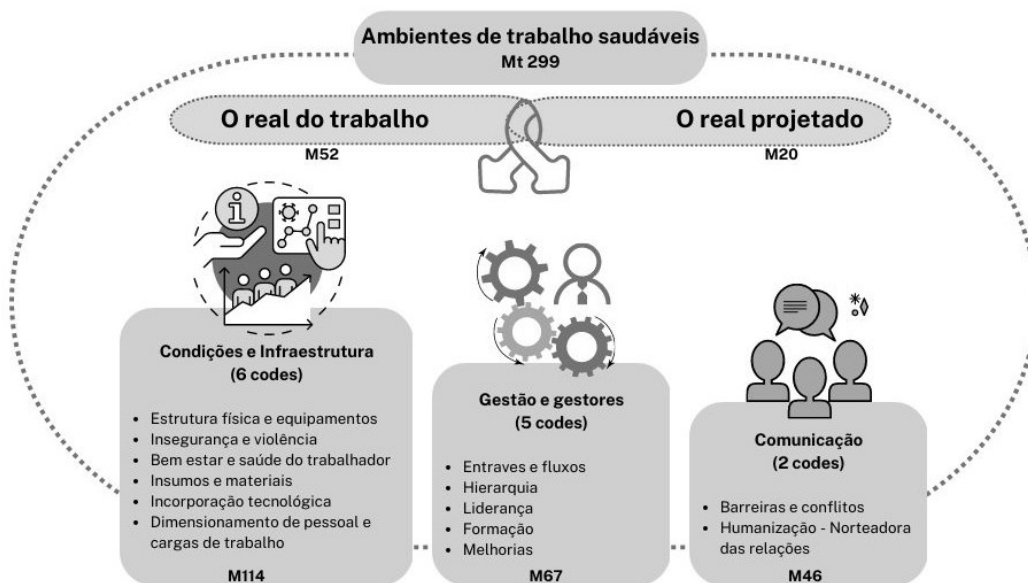 Ambientes de trabalho saudáveis
Mt 299
O real do trabalho
O real projetado
M52
M20
Condições e Infraestrutura
(6 codes)
• Estrutura física e equipamentos
• Insegurança e violência
• Bem estar e saúde do trabalhador
• Insumos e materiais
• Incorporação tecnológica
• Dimensionamento de pessoal e
cargas de trabalho
M114
Gestão e gestores
(5 codes)
• Entraves e fluxos
• Hierarquia
• Liderança
• Formação
• Melhorias
M67
Comunicação
(2 codes)
• Barreiras e conflitos
• Humanização - Norteadora
das relações
M46